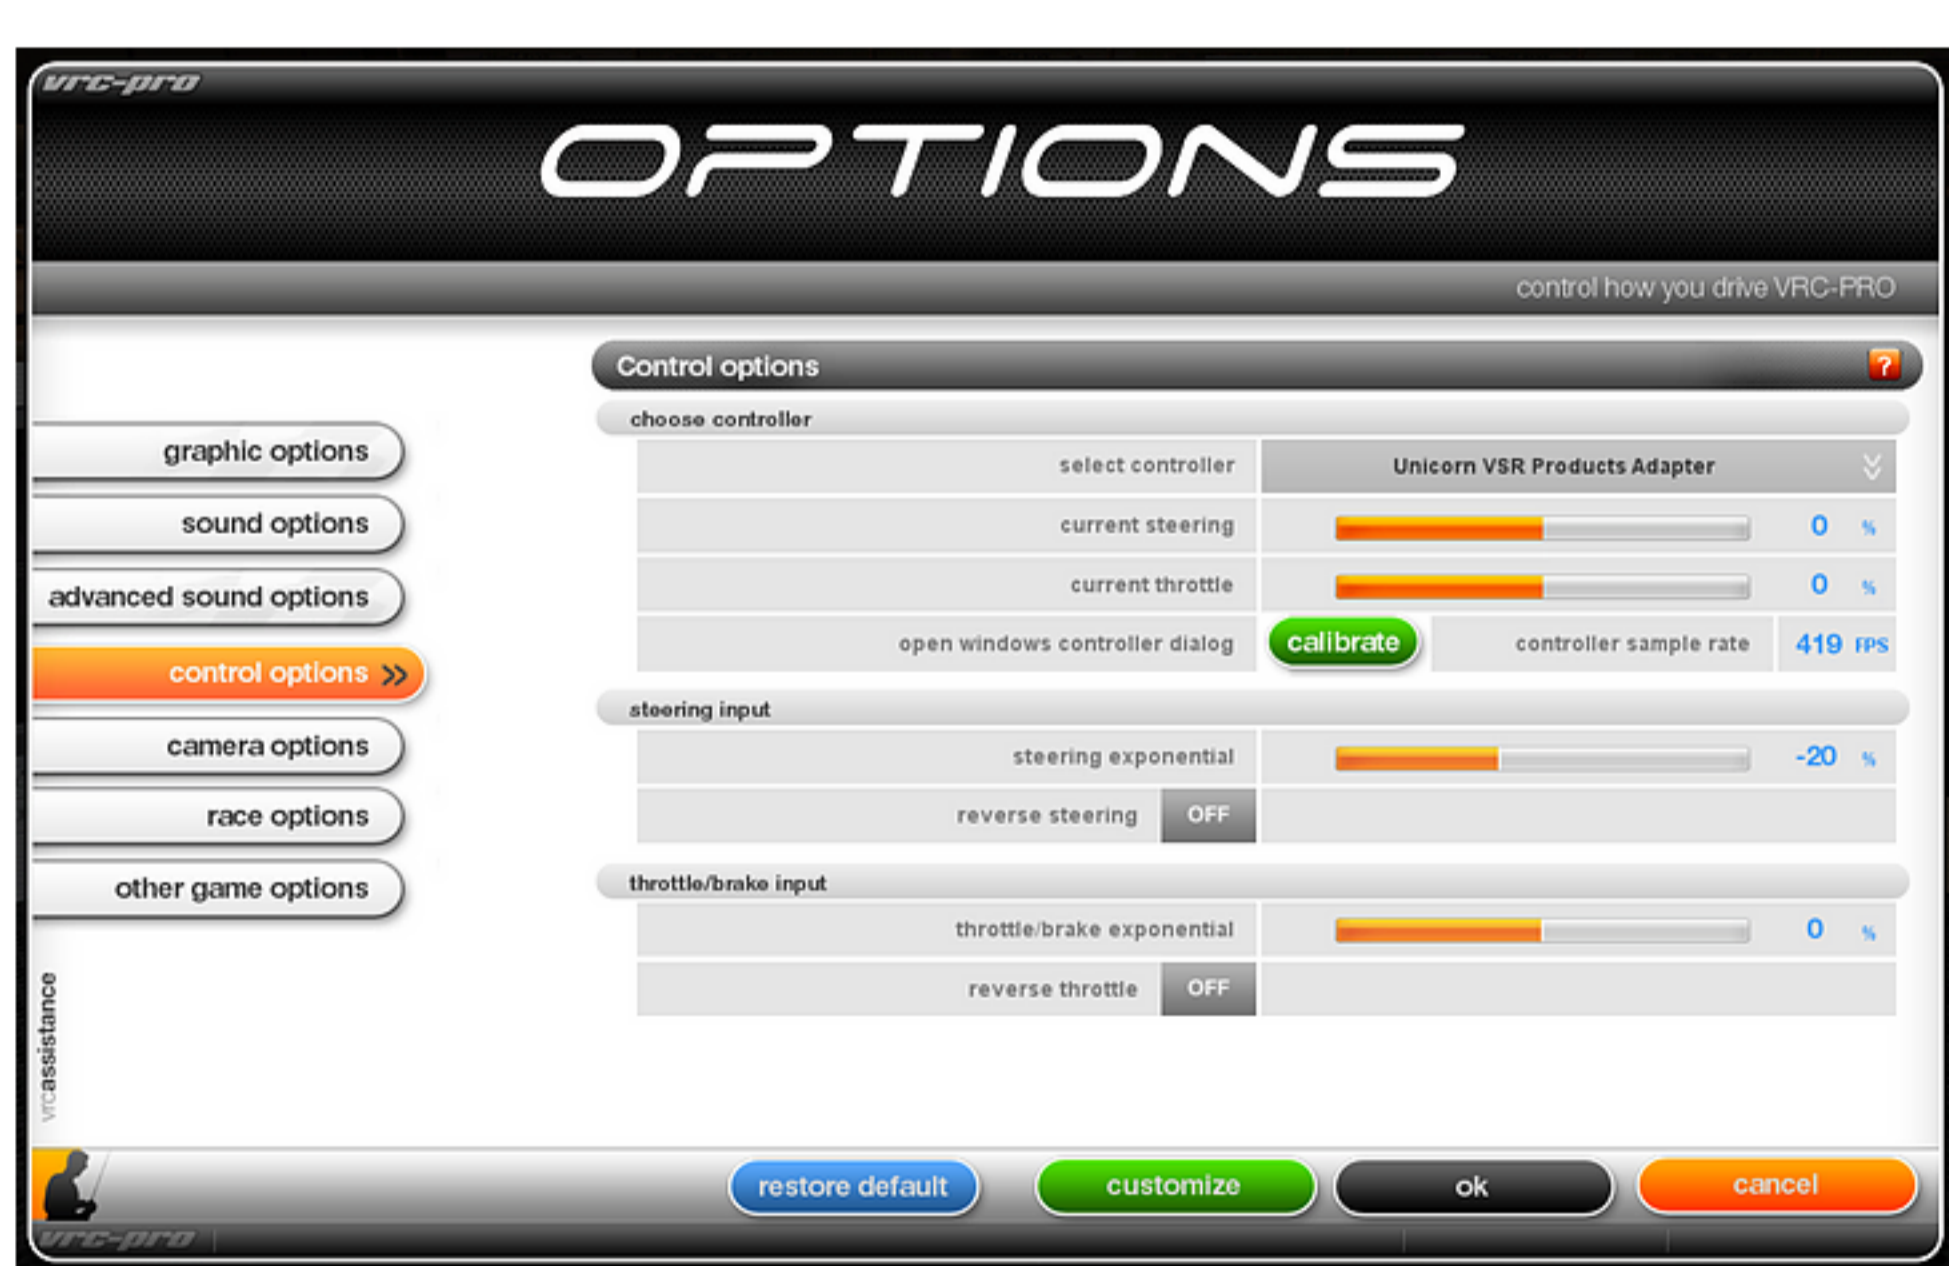 vrc-pro
OPTIONS
control how you drive VRC-PRO
Control options
?
choose controller
select controller Unicorn VSR Products Adapter
current steering 0 %
current throttle 0 %
open windows controller dialog calibrate controller sample rate 419 FPS
steering input
steering exponential -20 %
reverse steering OFF
throttle/brake input
throttle/brake exponential 0 %
reverse throttle OFF
graphic options
sound options
advanced sound options
control options »
camera options
race options
other game options
vrcassistance
restore default customize ok cancel
vrc-pro